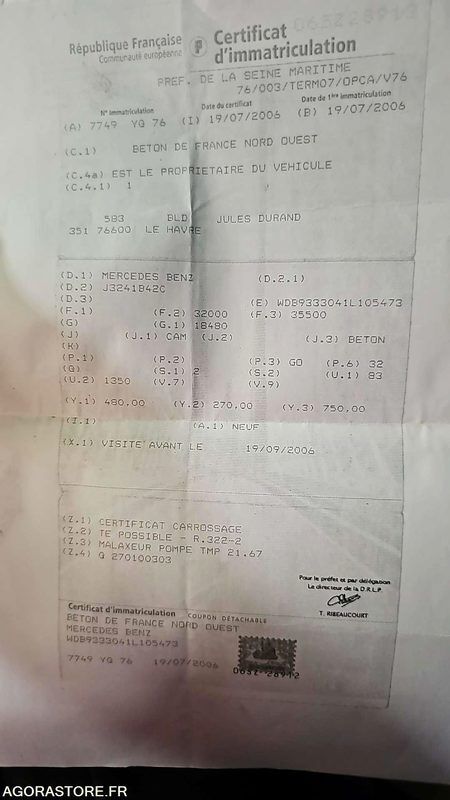 065Z28912
République Française
Communauté européenne
Certificat
d'immatriculation
PREF. DE LA SEINE MARITIME
76/003/TERM07/OPCA/V76
N° Immatriculation Date du certificat Date de 1ère immatriculation
(A) 7749 YQ 76 (I) 19/07/2006 (B) 19/07/2006
(C.1) BETON DE FRANCE NORD OUEST
(C.4a) EST LE PROPRIETAIRE DU VEHICULE
(C.4.1) 1
583 BLD JULES DURAND
351 76600 LE HAVRE
(D.1) MERCEDES BENZ (D.2.1)
(D.2) J3241B42C
(D.3) (E) WDB9333041L105473
(F.1) (F.2) 32000 (F.3) 35500
(G) (G.1) 18480
(J) (J.1) CAM (J.2) (J.3) BETON
(K)
(P.1) (P.2) (P.3) GO (P.6) 32
(Q) (S.1) 2 (S.2) (U.1) 83
(U.2) 1350 (V.7) (V.9)
(Y.1) 480,00 (Y.2) 270,00 (Y.3) 750,00
(Z.1) (A.1) NEUF
(X.1) VISITE AVANT LE 19/09/2006
(Z.1) CERTIFICAT CARROSSAGE
(Z.2) TE POSSIBLE - R.322-2
(Z.3) MALAXEUR POMPE TMP 21.67
(Z.4) Q 270100303
Pour le préfet et par délégation
Le directeur de la D.R.L.P.
T. RIBEAUCOURT
Certificat d'immatriculation COUPON DÉTACHABLE
BETON DE FRANCE NORD OUEST
MERCEDES BENZ
WDB9333041L105473
7749 YQ 76 19/07/2006
065Z-28912
AGORASTORE.FR